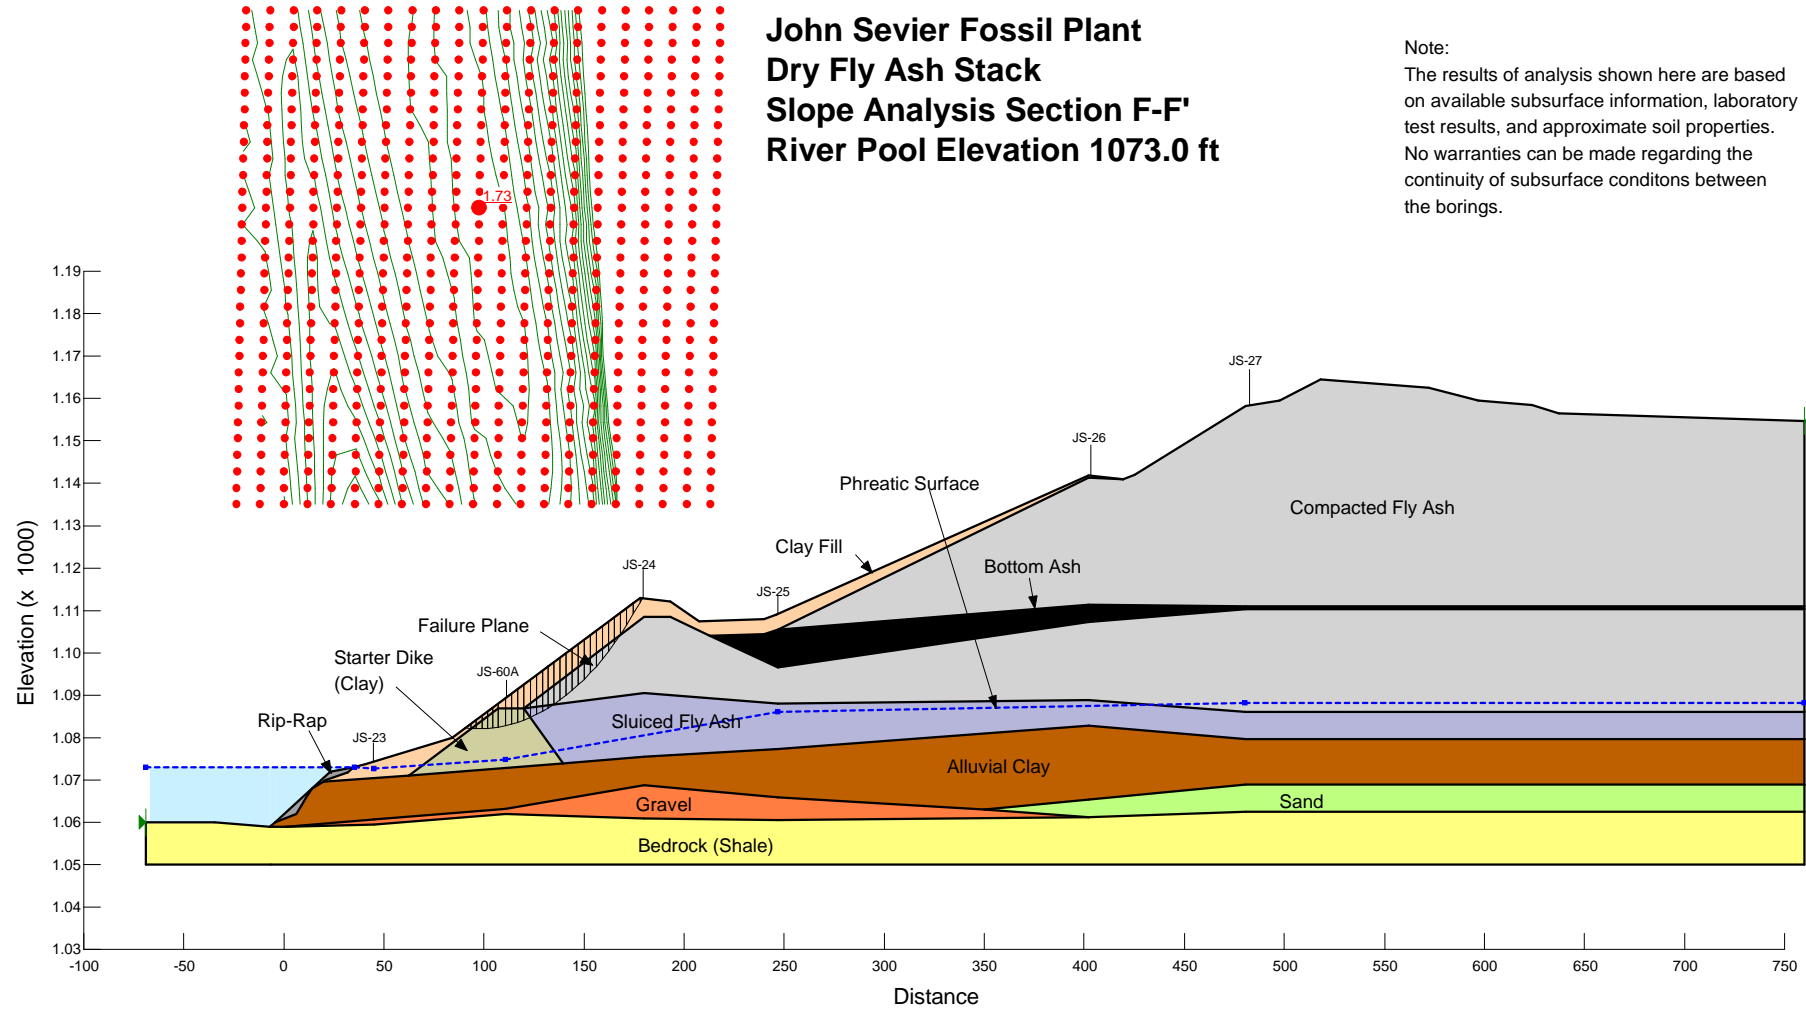 John Sevier Fossil Plant
Dry Fly Ash Stack
Slope Analysis Section F-F'
River Pool Elevation 1073.0 ft
Note:
The results of analysis shown here are based
on available subsurface information, laboratory
test results, and approximate soil properties.
No warranties can be made regarding the
continuity of subsurface conditons between
the borings.
1.73
1.19
1.18
1.17
1.16
1.15
1.14
1.13
1.12
1.11
1.10
1.09
1.08
1.07
1.06
1.05
1.04
1.03
Elevation (x 1000)
JS-27
JS-26
Phreatic Surface
Compacted Fly Ash
Clay Fill
Bottom Ash
JS-24
JS-25
Failure Plane
Starter Dike
(Clay)
JS-60A
Rip-Rap
JS-23
Sluiced Fly Ash
Alluvial Clay
Gravel
Sand
Bedrock (Shale)
-100
-50
0
50
100
150
200
250
300
350
400
450
500
550
600
650
700
750
Distance